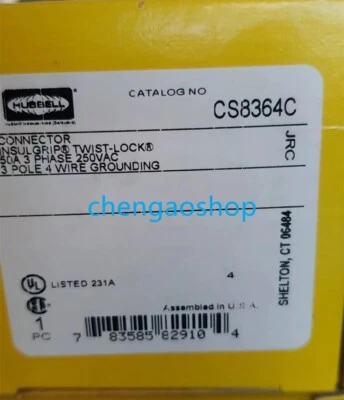 CATALOG NO
HUBBELL
CS8364C
CONNECTOR
INSULGRIP® TWIST-LOCK®
50A 3 PHASE 250VAC
3 POLE 4 WIRE GROUNDING
JRC
chengaoshop
SHELTON, CT 06484
UL LISTED 231A
4
Assembled in U.S.A.
1
PC
7 83585 82910 4